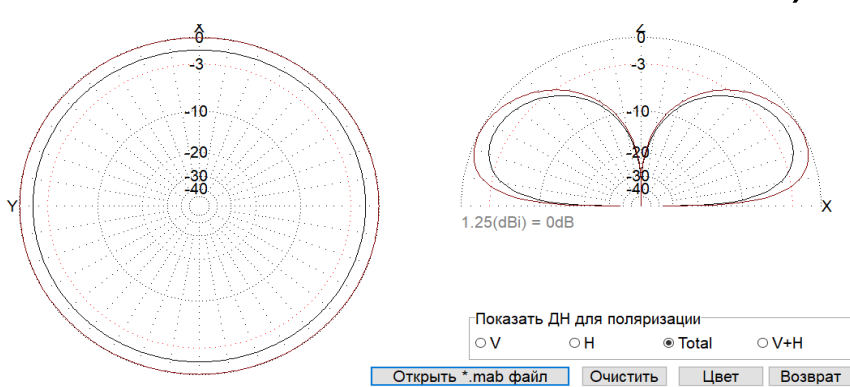 X
0
-3
-10
-20
-30
-40
Y
Z
0
-3
-10
-20
-30
-40
X
1.25(dBi) = 0dB
Показать ДН для поляризации
V H Total V+H
Открыть *.mab файл Очистить Цвет Возврат